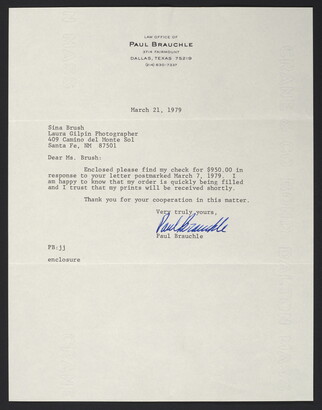 LAW OFFICE OF
PAUL BRAUCHLE
3114 FAIRMOUNT
DALLAS, TEXAS 75219
March 21, 1979
Sina Brush
Laura Gilpin Photographer
409 Camino del Monte Sol
Santa Fe, NM 87501
Dear Ms. Brush:
Enclosed please find my check for $950.00 in
response to your letter postmarked March 7, 1979. I
am happy to know that my order is quickly being filled
and I trust that my prints will be received shortly.
Thank you for your cooperation in this matter.
Very truly yours,
Paul Brauchle
Paul Brauchle
PB:jj
enclosure